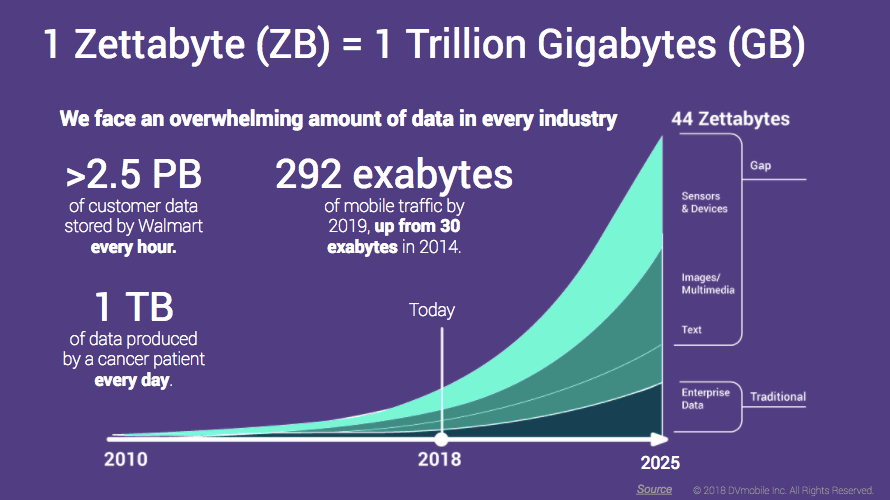 1 Zettabyte (ZB) = 1 Trillion Gigabytes (GB)
We face an overwhelming amount of data in every industry
>2.5 PB
of customer data
stored by Walmart
every hour.
292 exabytes
of mobile traffic by
2019, up from 30
exabytes in 2014.
1 TB
of data produced
by a cancer patient
every day.
Today
44 Zettabytes
Gap
Sensors
& Devices
Images/
Multimedia
Text
Enterprise
Data
Traditional
2010
2018
2025
Source
© 2018 DVmobile Inc. All Rights Reserved.